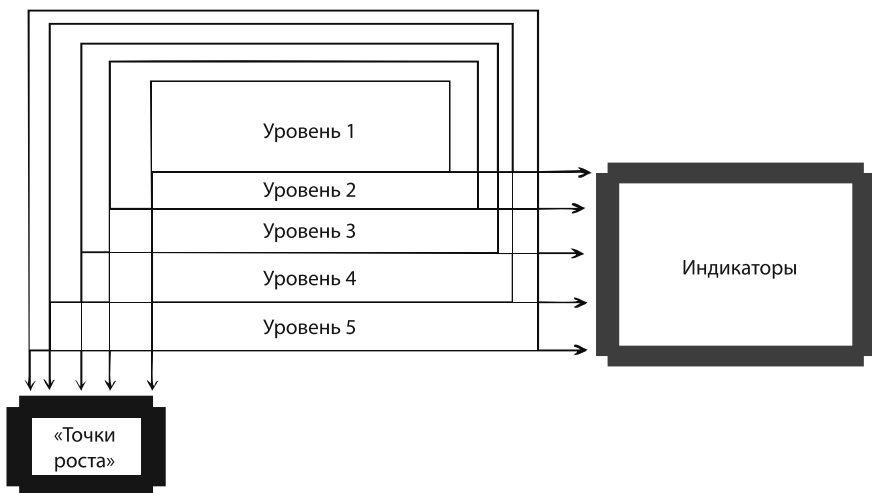 Уровень 1
Уровень 2
Уровень 3
Уровень 4
Уровень 5
Индикаторы
«Точки
роста»